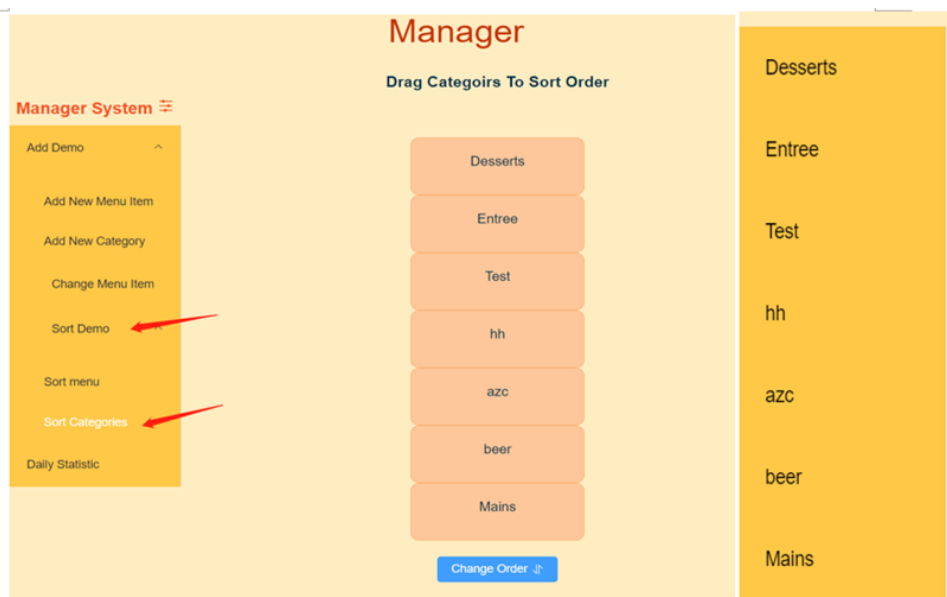 Manager
Drag Categoirs To Sort Order
Manager System
Add Demo
Add New Menu Item
Add New Category
Change Menu Item
Sort Demo
Sort menu
Sort Categories
Daily Statistic
Desserts
Entree
Test
hh
azc
beer
Mains
Change Order
Desserts
Entree
Test
hh
azc
beer
Mains